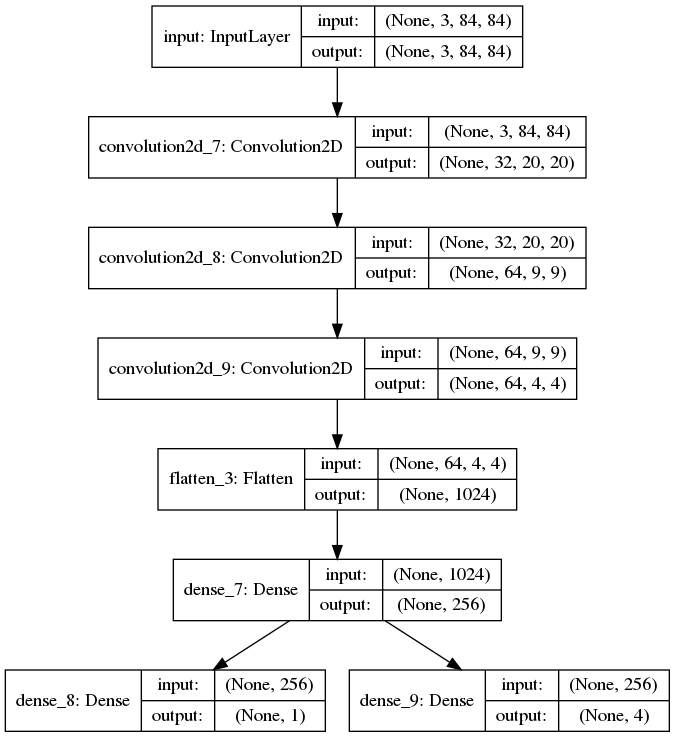 input: InputLayer
input: (None, 3, 84, 84)
output: (None, 3, 84, 84)
convolution2d_7: Convolution2D
input: (None, 3, 84, 84)
output: (None, 32, 20, 20)
convolution2d_8: Convolution2D
input: (None, 32, 20, 20)
output: (None, 64, 9, 9)
convolution2d_9: Convolution2D
input: (None, 64, 9, 9)
output: (None, 64, 4, 4)
flatten_3: Flatten
input: (None, 64, 4, 4)
output: (None, 1024)
dense_7: Dense
input: (None, 1024)
output: (None, 256)
dense_8: Dense
input: (None, 256)
output: (None, 1)
dense_9: Dense
input: (None, 256)
output: (None, 4)